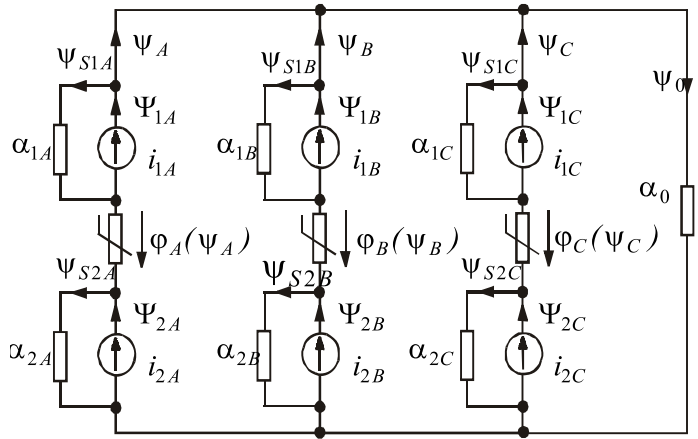 ψA ψB ψC
ψS1A ψS1B ψS1C
ψ0
Ψ1A Ψ1B Ψ1C
α1A i1A α1B i1B α1C i1C
α0
φA(ψA) φB(ψB) φC(ψC)
ψS2A ψS2B ψS2C
Ψ2A Ψ2B Ψ2C
α2A i2A α2B i2B α2C i2C